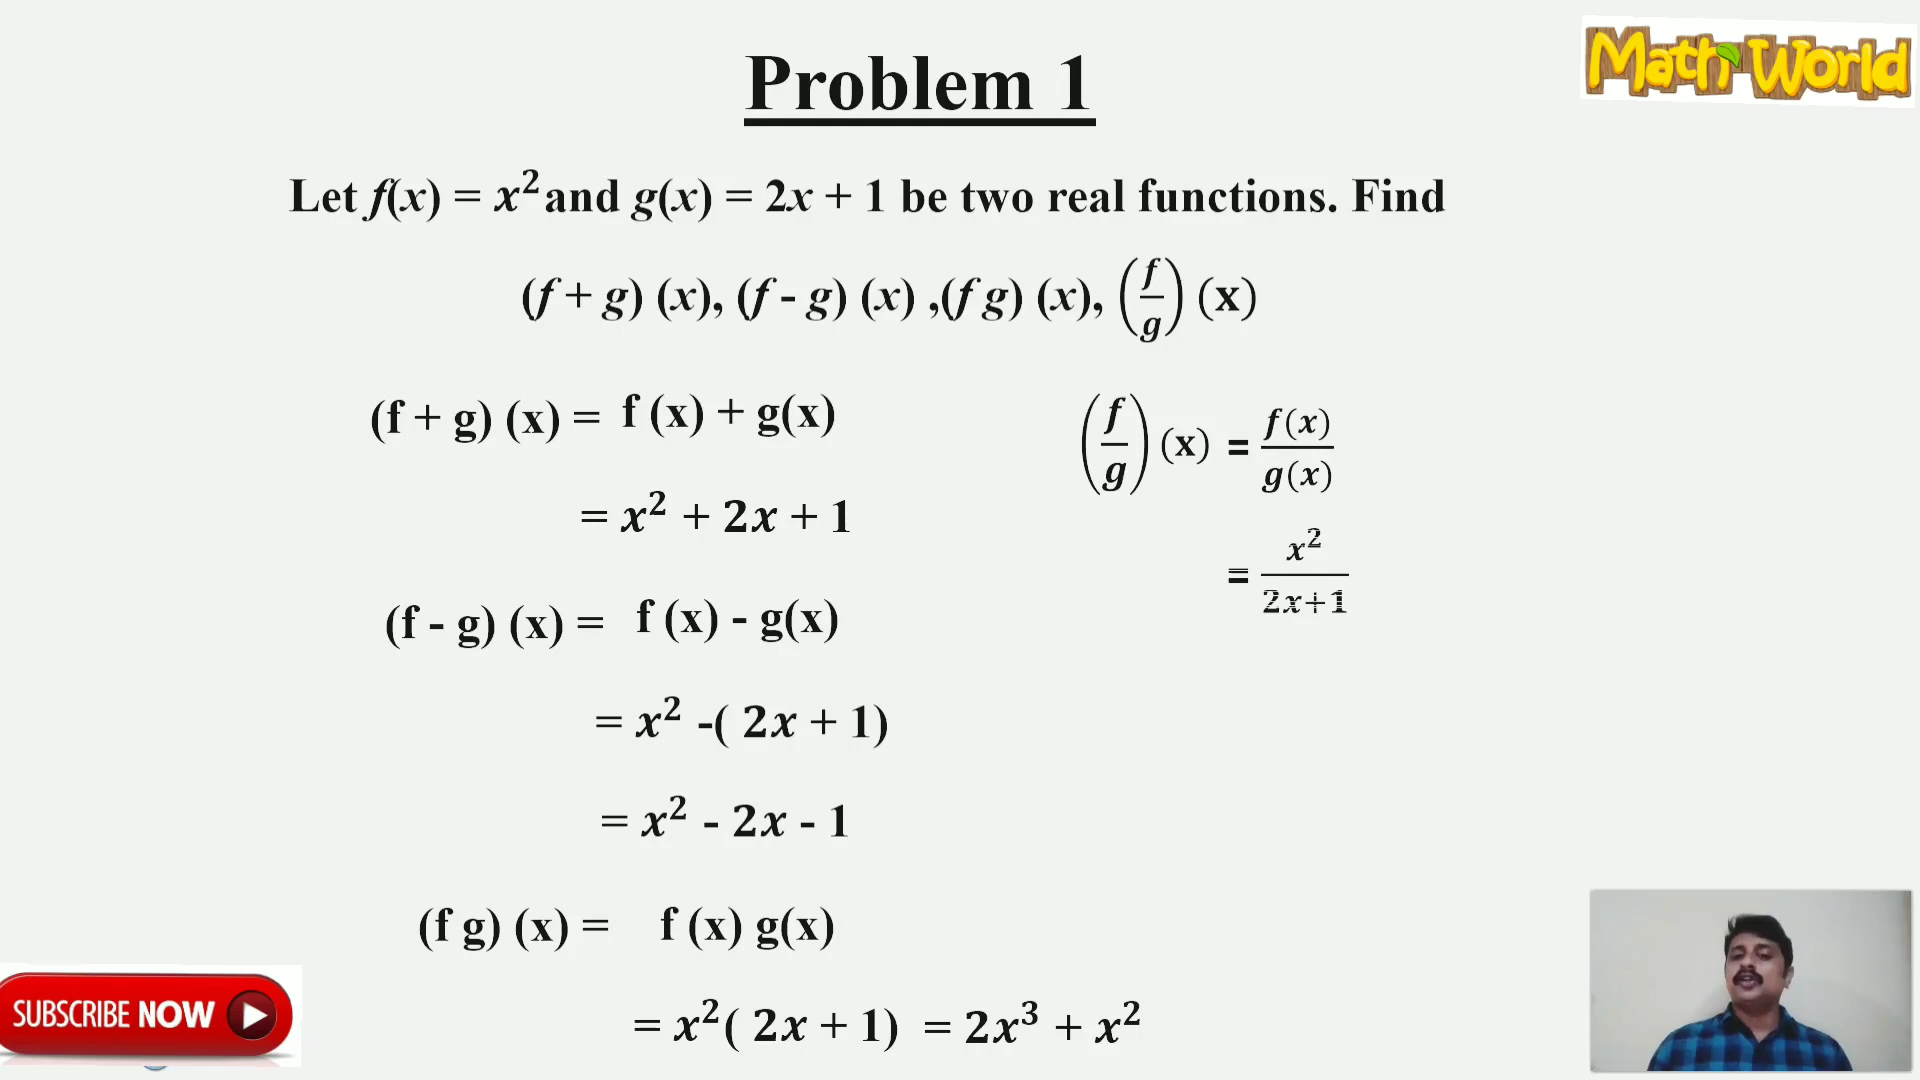 Problem 1
Math World
Let f(x) = x² and g(x) = 2x + 1 be two real functions. Find
(f + g) (x), (f - g) (x) ,(f g) (x), (f/g) (x)
(f + g) (x) = f (x) + g(x)
= x² + 2x + 1
(f - g) (x) = f (x) - g(x)
= x² -( 2x + 1)
= x² - 2x - 1
(f g) (x) = f (x) g(x)
= x²( 2x + 1) = 2x³ + x²
(f/g) (x) = f(x)/g(x)
= x²/2x+1
SUBSCRIBE NOW